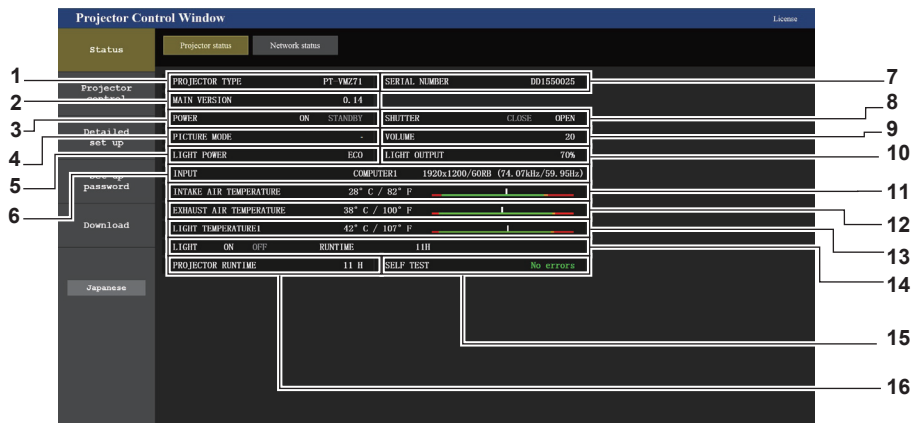 Projector Control Window License
Status
Projector status Network status
1 PROJECTOR TYPE PT-VMZ71 SERIAL NUMBER DD1550025 7
Projector
control
2 MAIN VERSION 0.14 8
3 POWER ON STANDBY SHUTTER CLOSE OPEN
Detailed
set up
4 PICTURE MODE - VOLUME 20 9
5 LIGHT POWER ECO LIGHT OUTPUT 70% 10
6 INPUT COMPUTER1 1920x1200/60RB (74.07kHz/59.95Hz)
Set up
password
INTAKE AIR TEMPERATURE 28° C / 82° F 11
EXHAUST AIR TEMPERATURE 38° C / 100° F 12
Download
LIGHT TEMPERATURE1 42° C / 107° F 13
LIGHT ON OFF RUNTIME 11H 14
PROJECTOR RUNTIME 11 H SELF TEST No errors
Japanese
15
16